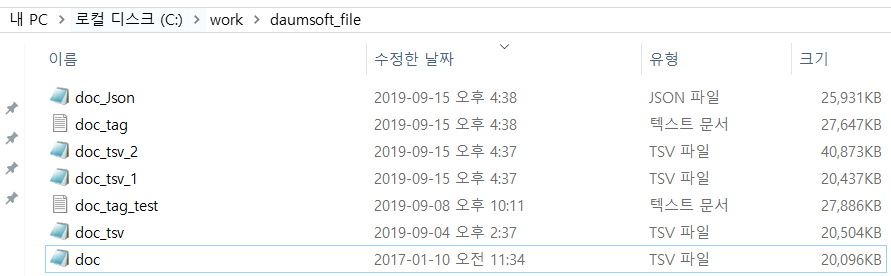 내 PC > 로컬 디스크 (C:) > work > daumsoft_file
이름 수정한 날짜 유형 크기
doc_Json 2019-09-15 오후 4:38 JSON 파일 25,931KB
doc_tag 2019-09-15 오후 4:38 텍스트 문서 27,647KB
doc_tsv_2 2019-09-15 오후 4:37 TSV 파일 40,873KB
doc_tsv_1 2019-09-15 오후 4:37 TSV 파일 20,437KB
doc_tag_test 2019-09-08 오후 10:11 텍스트 문서 27,886KB
doc_tsv 2019-09-04 오후 2:37 TSV 파일 20,504KB
doc 2017-01-10 오전 11:34 TSV 파일 20,096KB